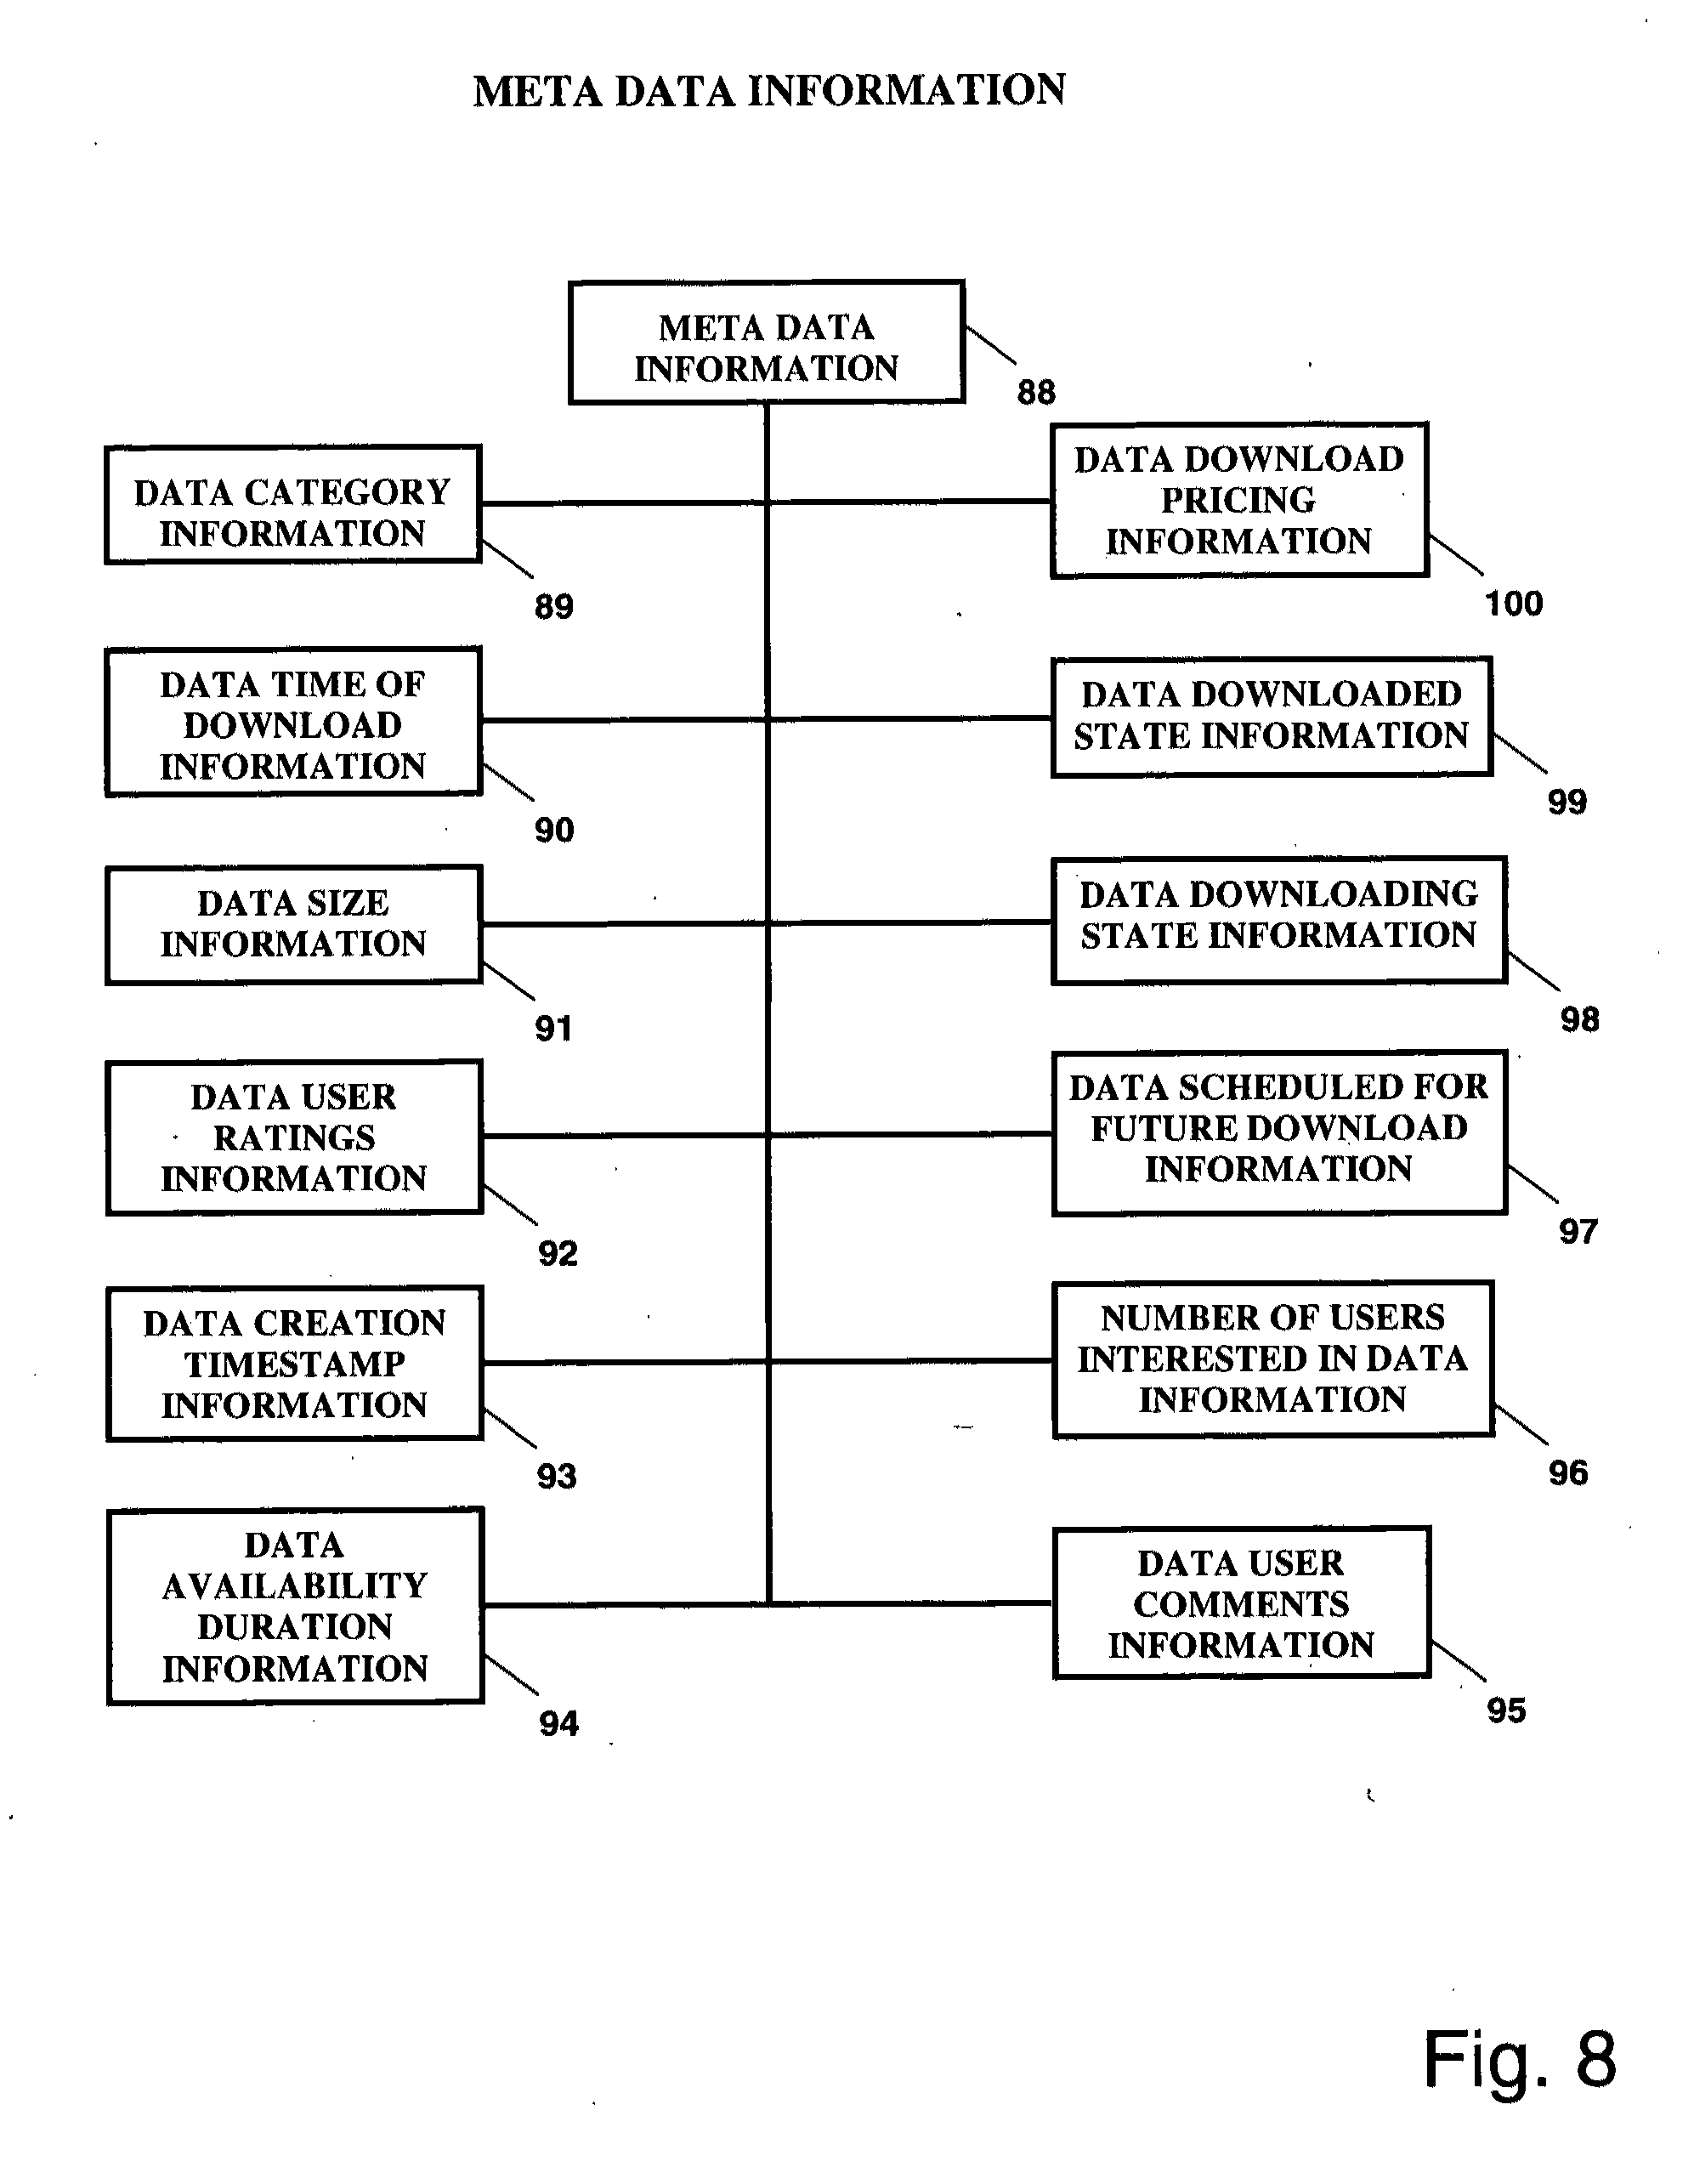 META DATA INFORMATION
META DATA
INFORMATION
88
DATA CATEGORY
INFORMATION
89
DATA DOWNLOAD
PRICING
INFORMATION
100
DATA TIME OF
DOWNLOAD
INFORMATION
90
DATA DOWNLOADED
STATE INFORMATION
99
DATA SIZE
INFORMATION
91
DATA DOWNLOADING
STATE INFORMATION
98
DATA USER
RATINGS
INFORMATION
92
DATA SCHEDULED FOR
FUTURE DOWNLOAD
INFORMATION
97
DATA CREATION
TIMESTAMP
INFORMATION
93
NUMBER OF USERS
INTERESTED IN DATA
INFORMATION
96
DATA
AVAILABILITY
DURATION
INFORMATION
94
DATA USER
COMMENTS
INFORMATION
95
Fig. 8